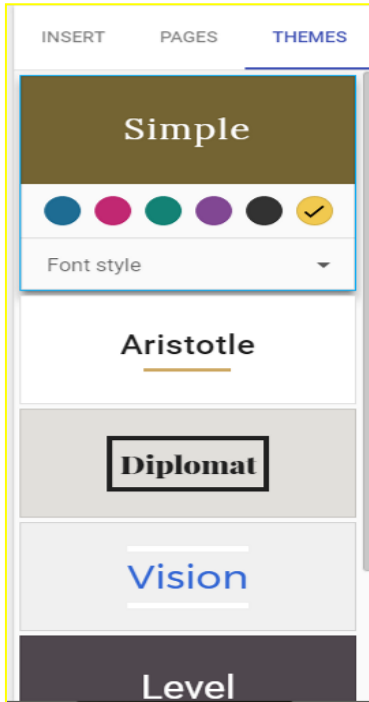 INSERT PAGES THEMES
Simple
Font style
Aristotle
Diplomat
Vision
Level